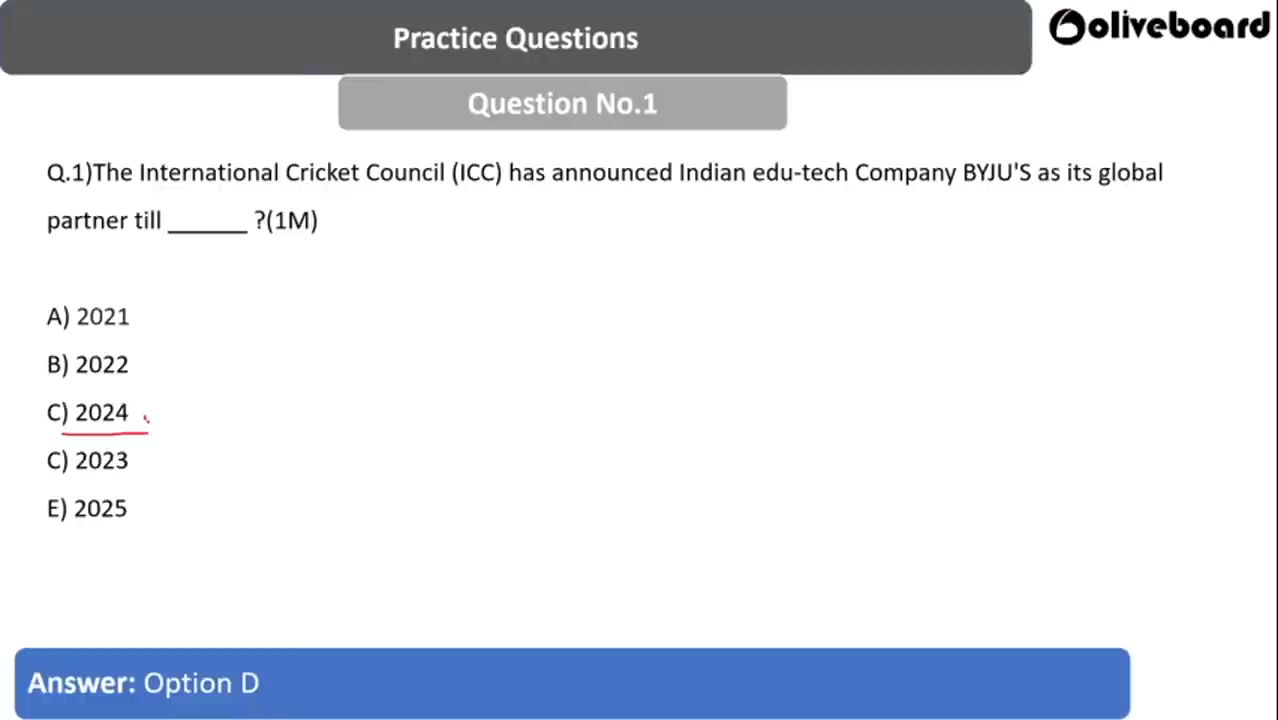 Practice Questions
oliveboard
Question No.1
Q.1)The International Cricket Council (ICC) has announced Indian edu-tech Company BYJU'S as its global
partner till ______ ?(1M)
A) 2021
B) 2022
C) 2024
C) 2023
E) 2025
Answer: Option D